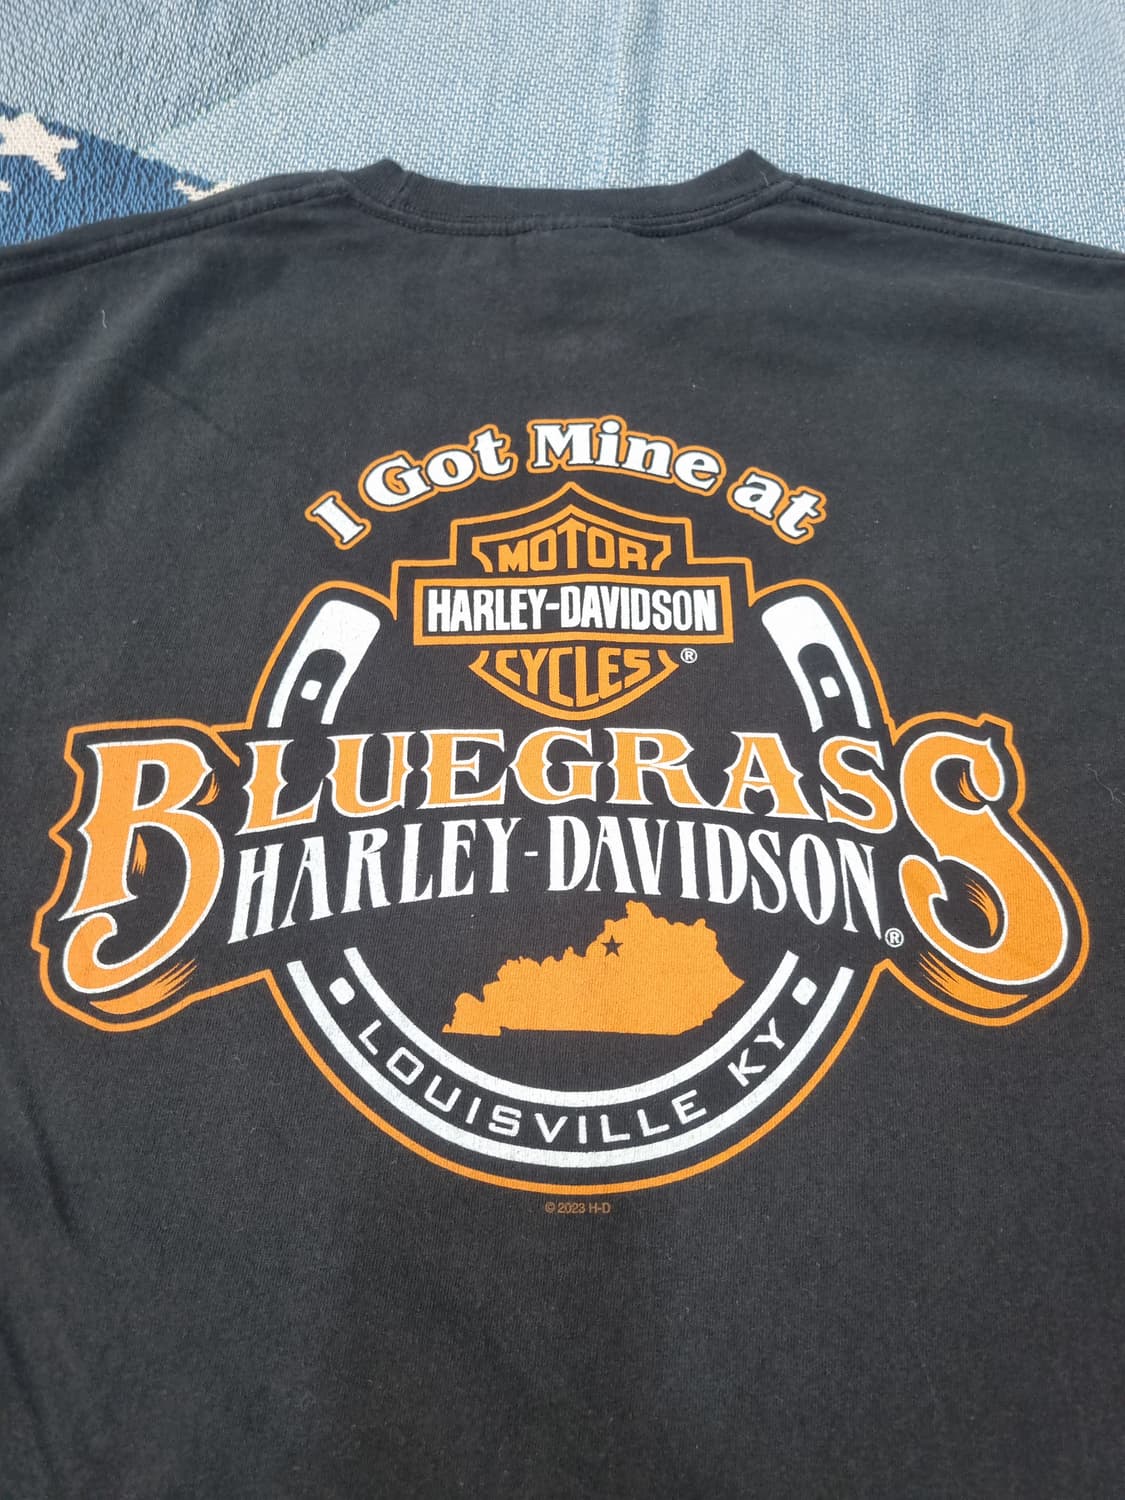 I Got Mine at
MOTOR
HARLEY-DAVIDSON
CYCLES ®
BLUEGRASS
HARLEY-DAVIDSON®
• LOUISVILLE KY •
© 2023 H-D